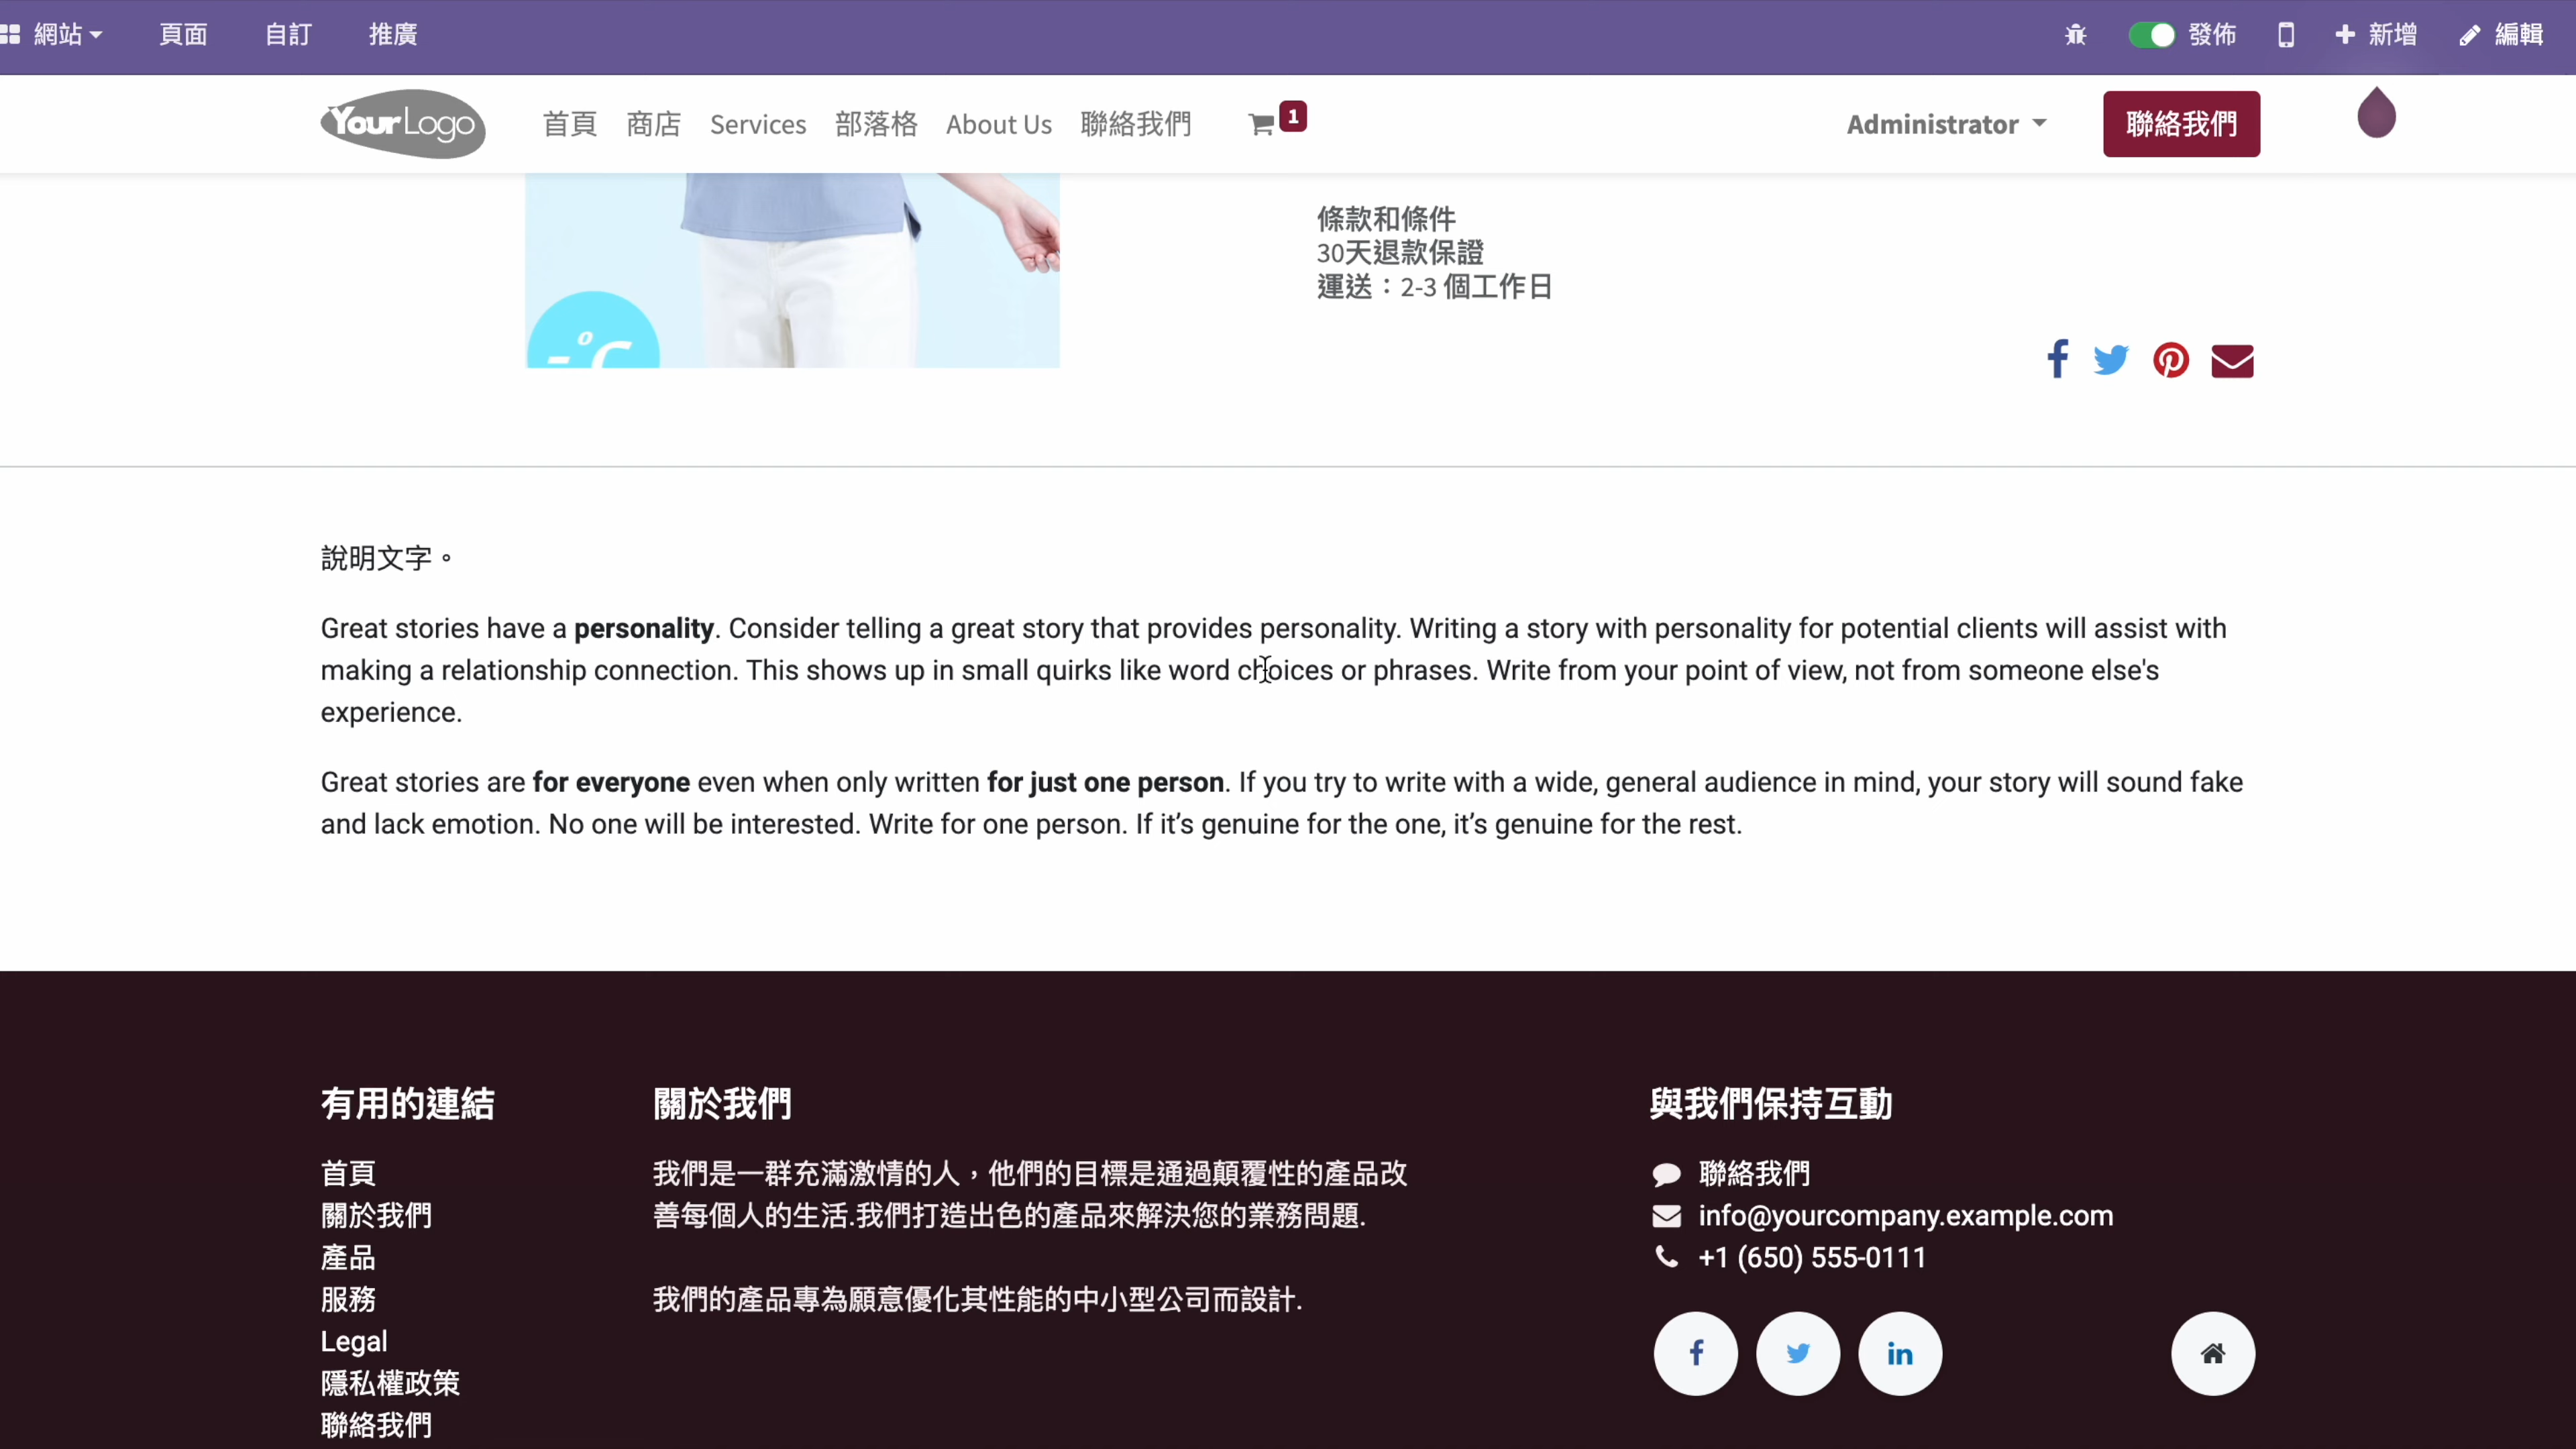 網站
頁面
自訂
推廣
發佈
新增
編輯
YourLogo
首頁
商店
Services
部落格
About Us
聯絡我們
1
Administrator
聯絡我們
條款和條件
30天退款保證
運送：2-3 個工作日
說明文字。
Great stories have a personality. Consider telling a great story that provides personality. Writing a story with personality for potential clients will assist with
making a relationship connection. This shows up in small quirks like word choices or phrases. Write from your point of view, not from someone else's
experience.
Great stories are for everyone even when only written for just one person. If you try to write with a wide, general audience in mind, your story will sound fake
and lack emotion. No one will be interested. Write for one person. If it’s genuine for the one, it’s genuine for the rest.
有用的連結
首頁
關於我們
產品
服務
Legal
隱私權政策
聯絡我們
關於我們
我們是一群充滿激情的人，他們的目標是通過顛覆性的產品改
善每個人的生活.我們打造出色的產品來解決您的業務問題.
我們的產品專為願意優化其性能的中小型公司而設計.
與我們保持互動
聯絡我們
info@yourcompany.example.com
+1 (650) 555-0111